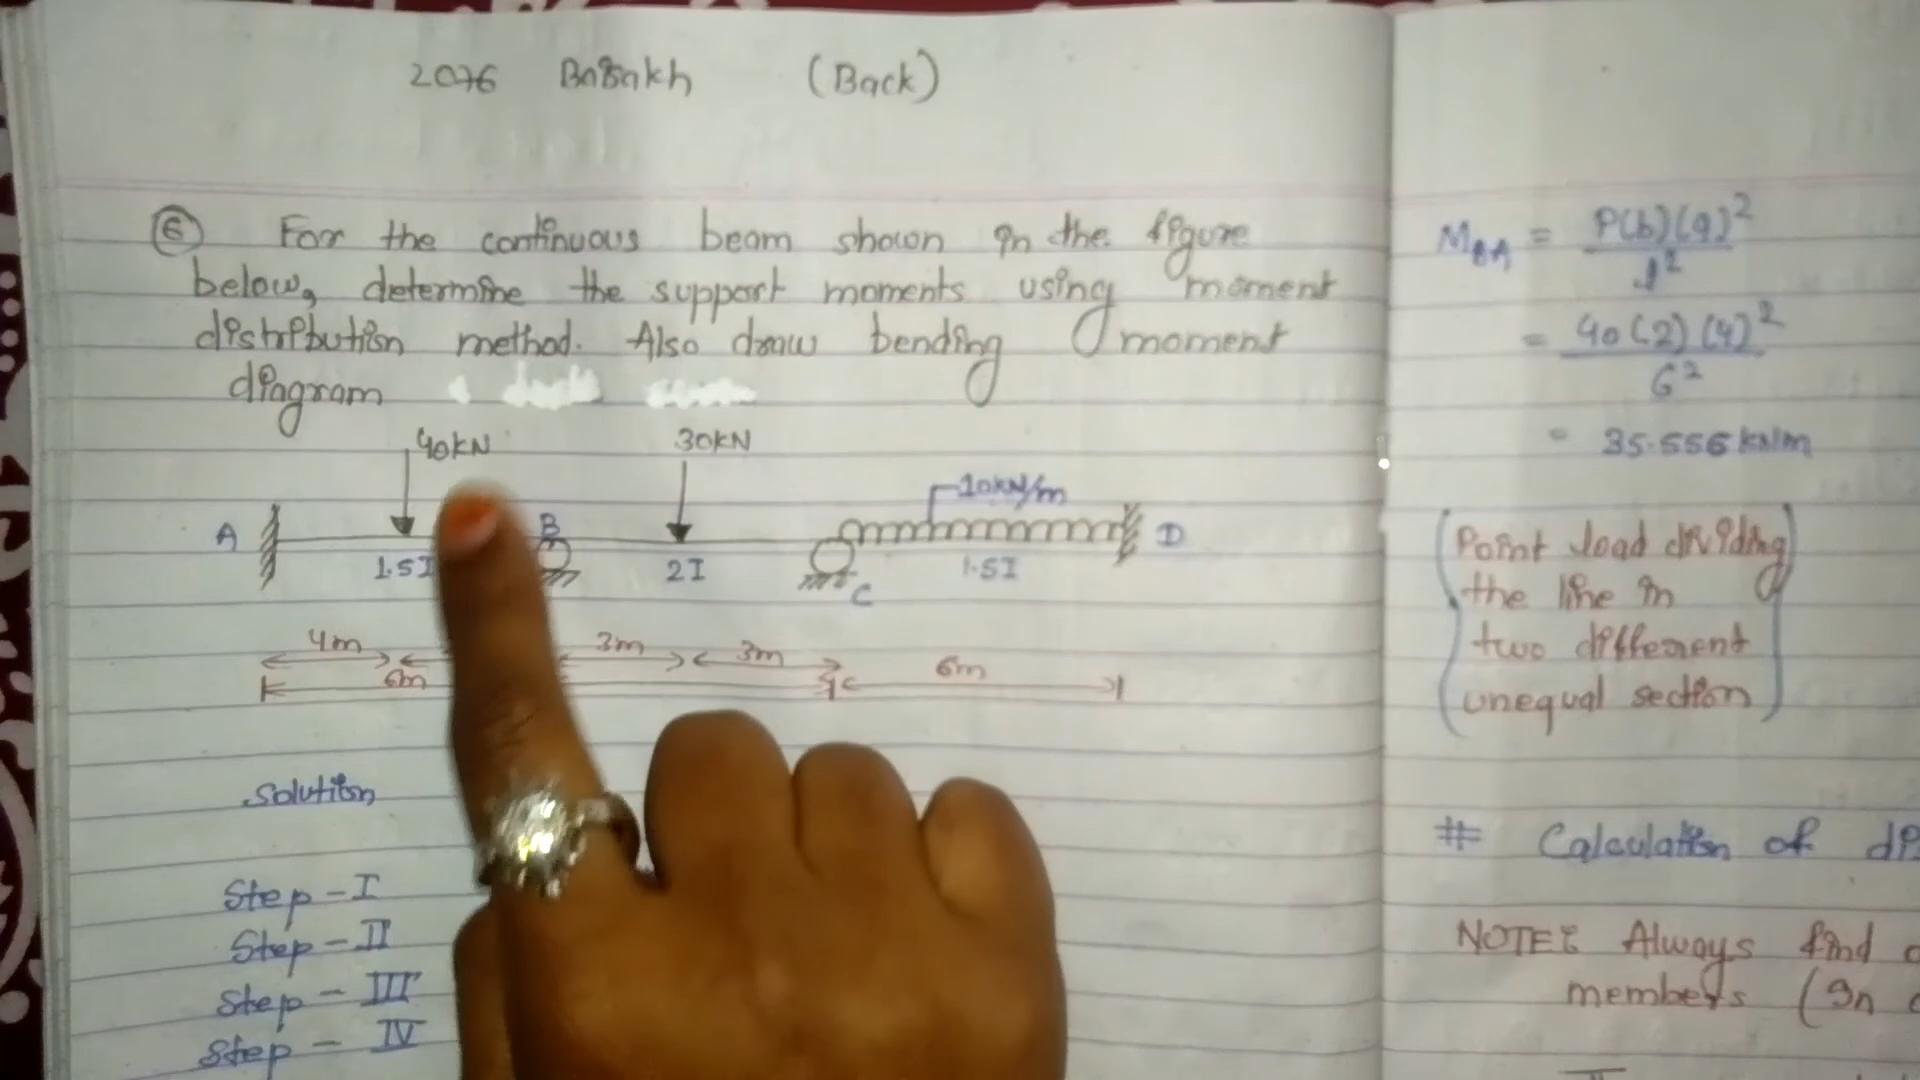 2076 Baisakh (Back)
⑥ For the continuous beam shown in the figure
below, determine the support moments using moment
distribution method. Also draw bending moment
diagram
40kN 30kN
10kN/m
A B D
1.5I 2I 1.5I
C
4m 3m 3m 6m
6m
Solution
Step - I
Step - II
Step - III
Step - IV
MBA = P(b)(a)²
l²
= 40(2)(4)²
6²
= 35.556 kNm
(Point load dividing
the line in
two different
unequal section)
# Calculation of
NOTE: Always find
members (In